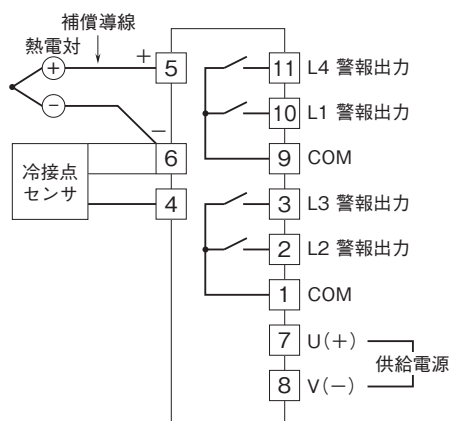 補償導線
熱電対
+
+
5
−
−
6
冷接点
センサ
4
11 L4 警報出力
10 L1 警報出力
9 COM
3 L3 警報出力
2 L2 警報出力
1 COM
7 U(+)
供給電源
8 V(−)